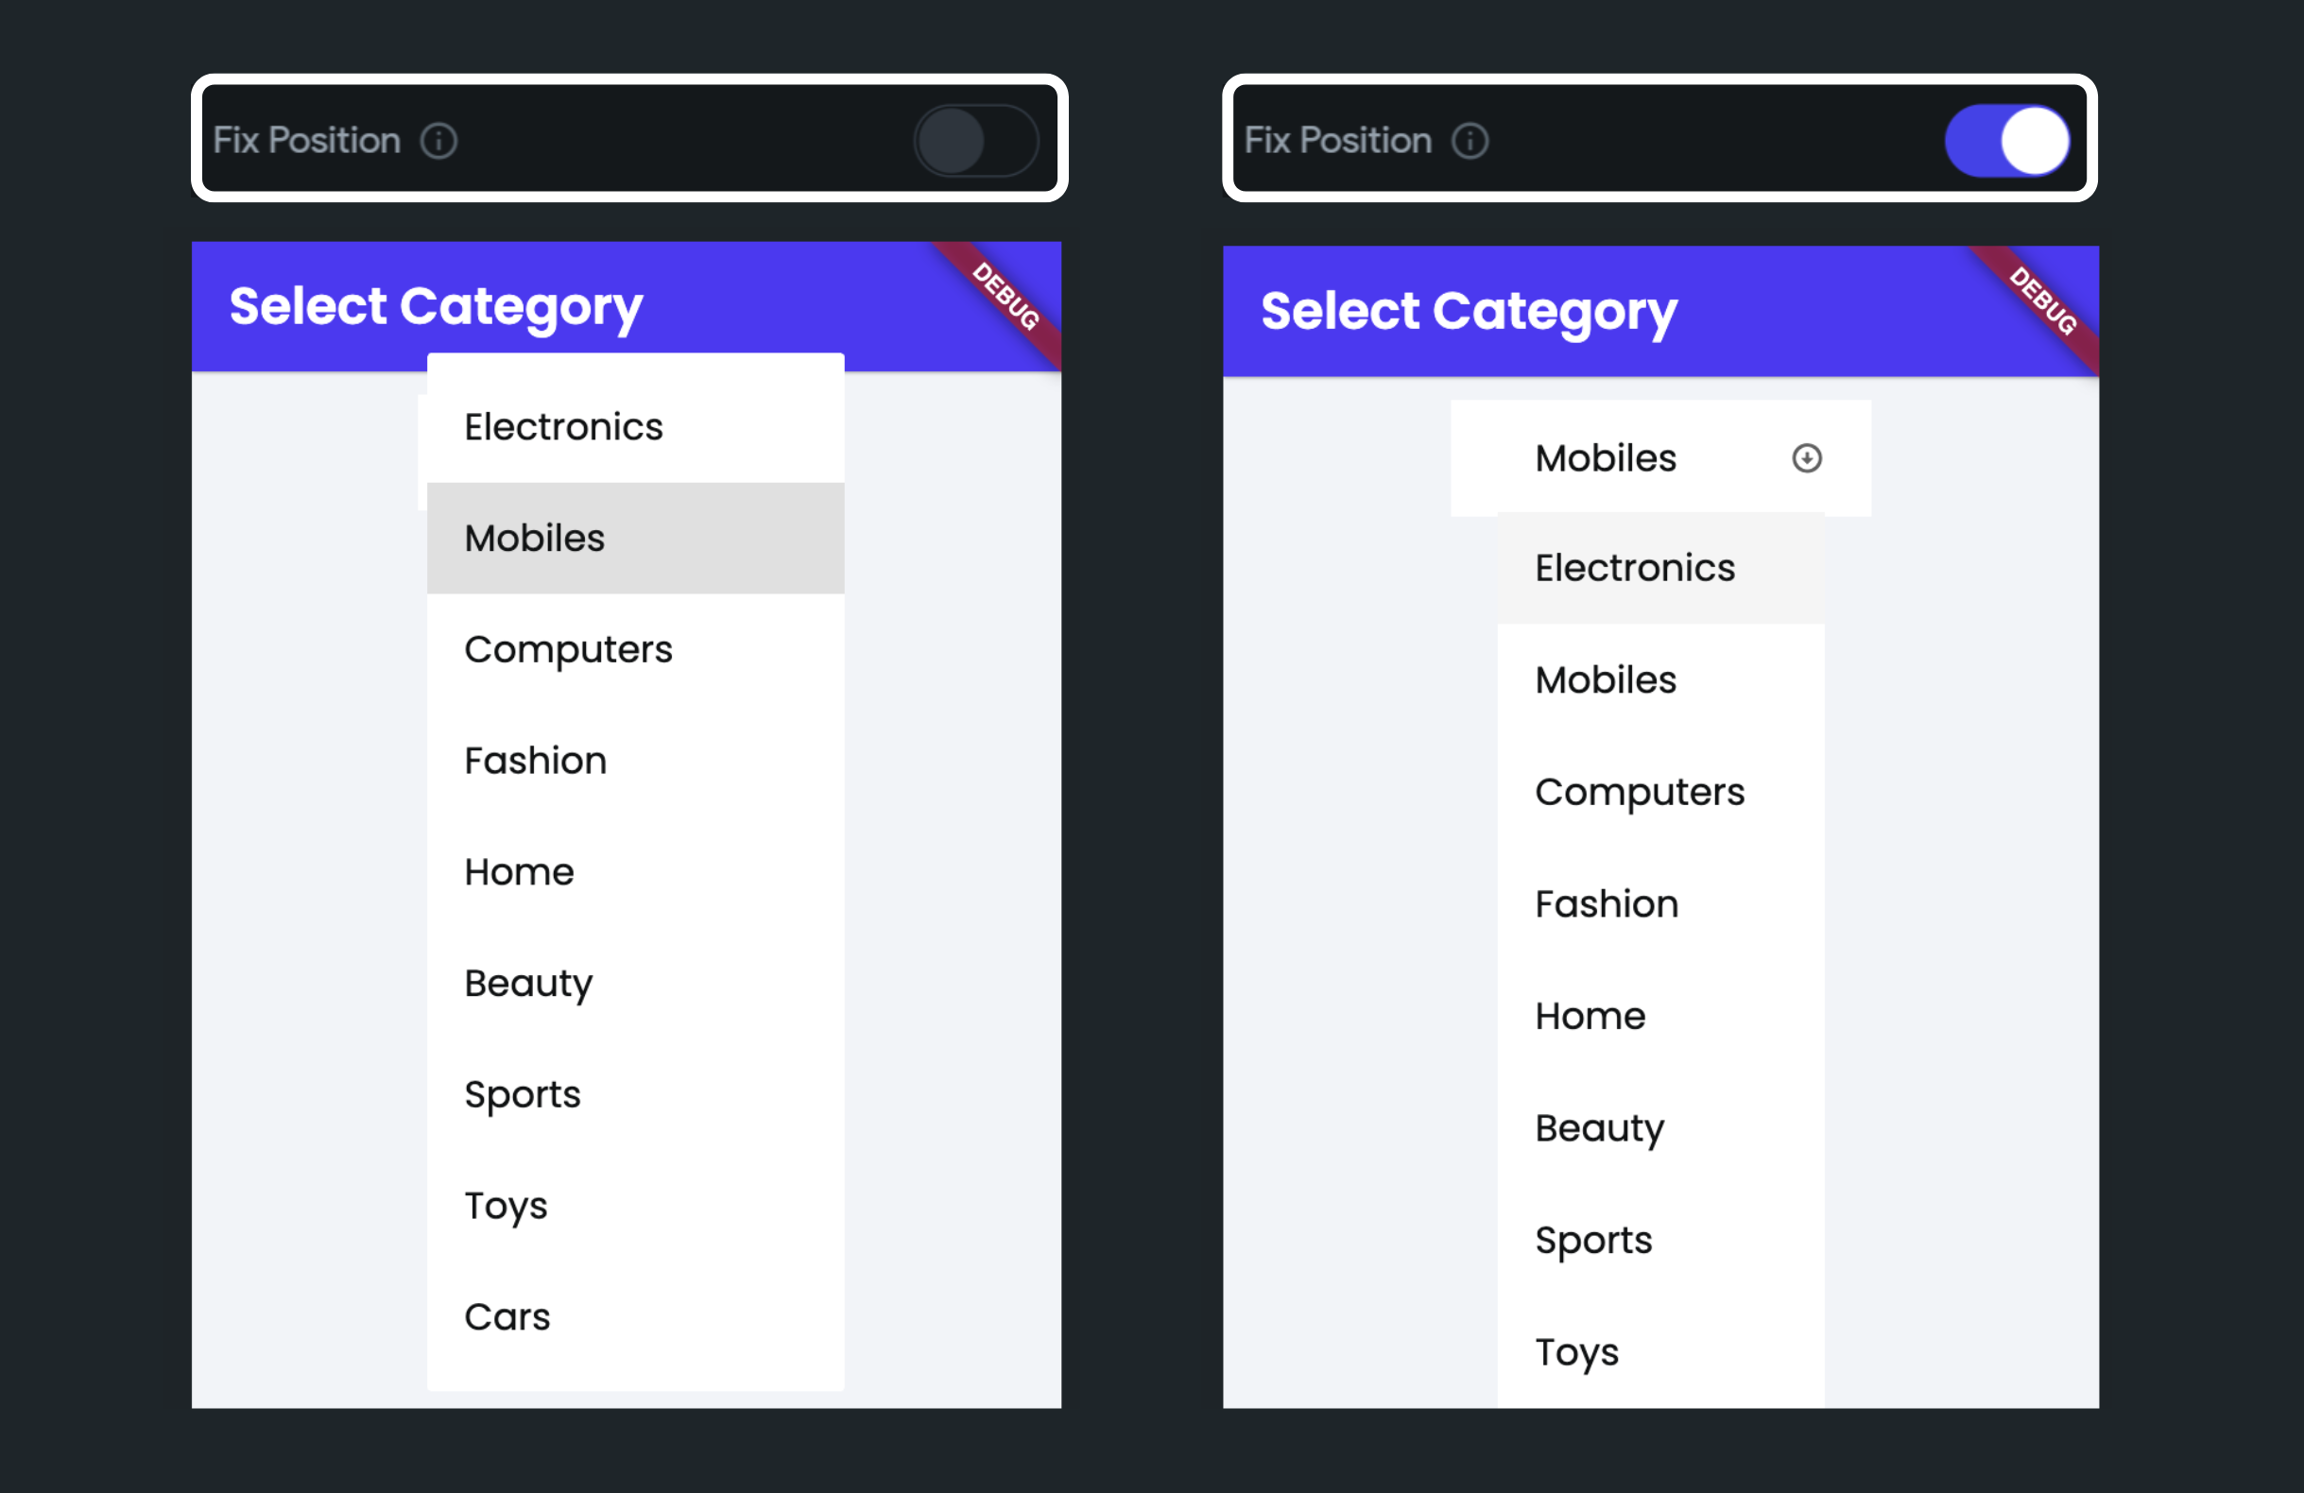 Fix Position
DEBUG
Select Category
Electronics
Mobiles
Computers
Fashion
Home
Beauty
Sports
Toys
Cars
Fix Position
DEBUG
Select Category
Mobiles
Electronics
Mobiles
Computers
Fashion
Home
Beauty
Sports
Toys